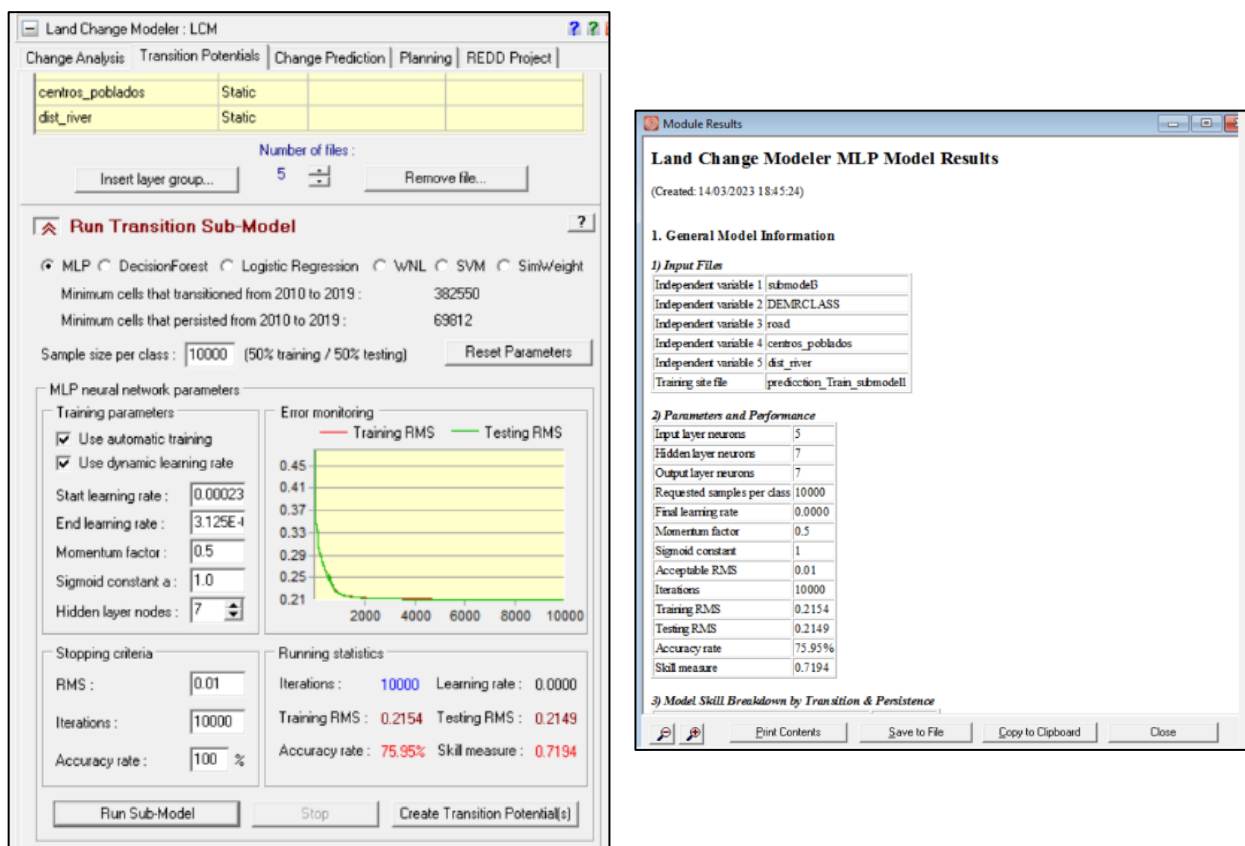 Land Change Modeler : LCM
? ?
Change Analysis Transition Potentials Change Prediction Planning REDD Project
centros_poblados Static
dist_river Static
Number of files :
Insert layer group... 5 Remove file...
Run Transition Sub-Model ?
MLP DecisionForest Logistic Regression WNL SVM SimWeight
Minimum cells that transitioned from 2010 to 2019 : 382550
Minimum cells that persisted from 2010 to 2019 : 69812
Sample size per class : 10000 (50% training / 50% testing) Reset Parameters
MLP neural network parameters
Training parameters
Use automatic training
Use dynamic learning rate
Start learning rate : 0.00023
End learning rate : 3.125E-
Momentum factor : 0.5
Sigmoid constant a : 1.0
Hidden layer nodes : 7
Error monitoring
Training RMS Testing RMS
0.45
0.41
0.37
0.33
0.29
0.25
0.21
2000 4000 6000 8000 10000
Stopping criteria
RMS : 0.01
Iterations : 10000
Accuracy rate : 100 %
Running statistics
Iterations : 10000 Learning rate : 0.0000
Training RMS : 0.2154 Testing RMS : 0.2149
Accuracy rate : 75.95% Skill measure : 0.7194
Run Sub-Model Stop Create Transition Potential(s)
Module Results
Land Change Modeler MLP Model Results
(Created: 14/03/2023 18:45:24)
1. General Model Information
1) Input Files
Independent variable 1 submodel3
Independent variable 2 DEMRCLASS
Independent variable 3 road
Independent variable 4 centros_poblados
Independent variable 5 dist_river
Training site file predicction_Train_submodel1
2) Parameters and Performance
Input layer neurons 5
Hidden layer neurons 7
Output layer neurons 7
Requested samples per class 10000
Final learning rate 0.0000
Momentum factor 0.5
Sigmoid constant 1
Acceptable RMS 0.01
Iterations 10000
Training RMS 0.2154
Testing RMS 0.2149
Accuracy rate 75.95%
Skill measure 0.7194
3) Model Skill Breakdown by Transition & Persistence
Print Contents Save to File Copy to Clipboard Close